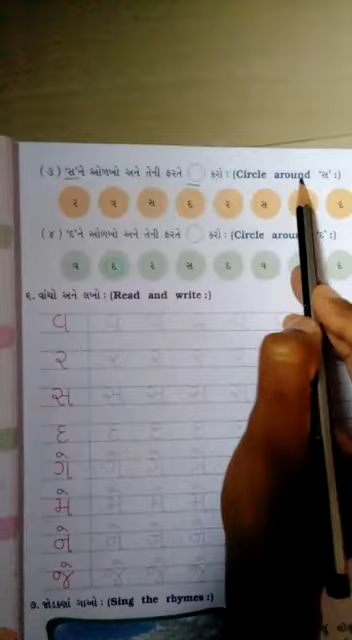 (૩) 'સ'ને ઓળખો અને તેની ફરતે ◯ કરો : (Circle around 'સ' :)
ર વ સ દ ર સ દ
(૪) 'દ'ને ઓળખો અને તેની ફરતે ◯ કરો : (Circle 'દ' :)
વ દ ર સ દ વ દ
૬. વાંચો અને લખો : (Read and write :)
વ વ
ર ર ર
સ સ સ સ સ
દ દ દ દ
ગે ગે ગે ગે
મે મે મે મે
ને ને ને ને
જે જે જે જે
૭. જોડકણાં ગાઓ : (Sing the rhymes :)